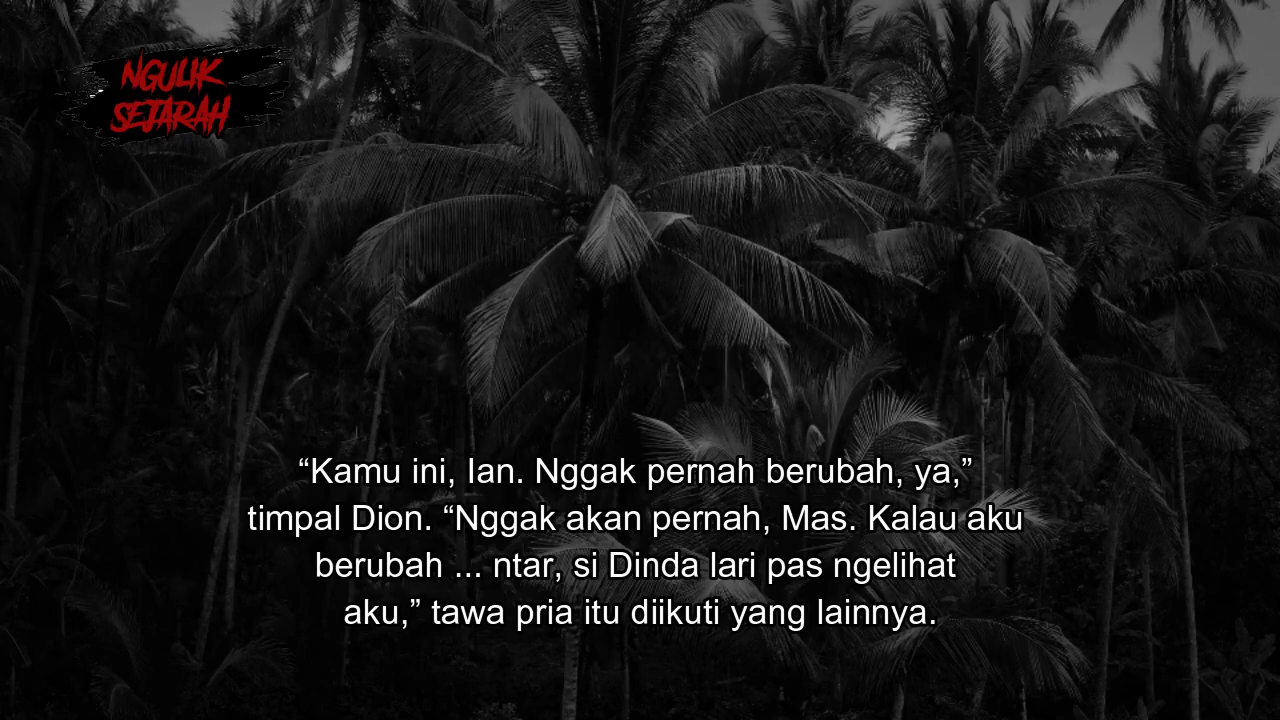 NGULIK
SEJARAH
“Kamu ini, Ian. Nggak pernah berubah, ya,”
timpal Dion. “Nggak akan pernah, Mas. Kalau aku
berubah ... ntar, si Dinda lari pas ngelihat
aku,” tawa pria itu diikuti yang lainnya.